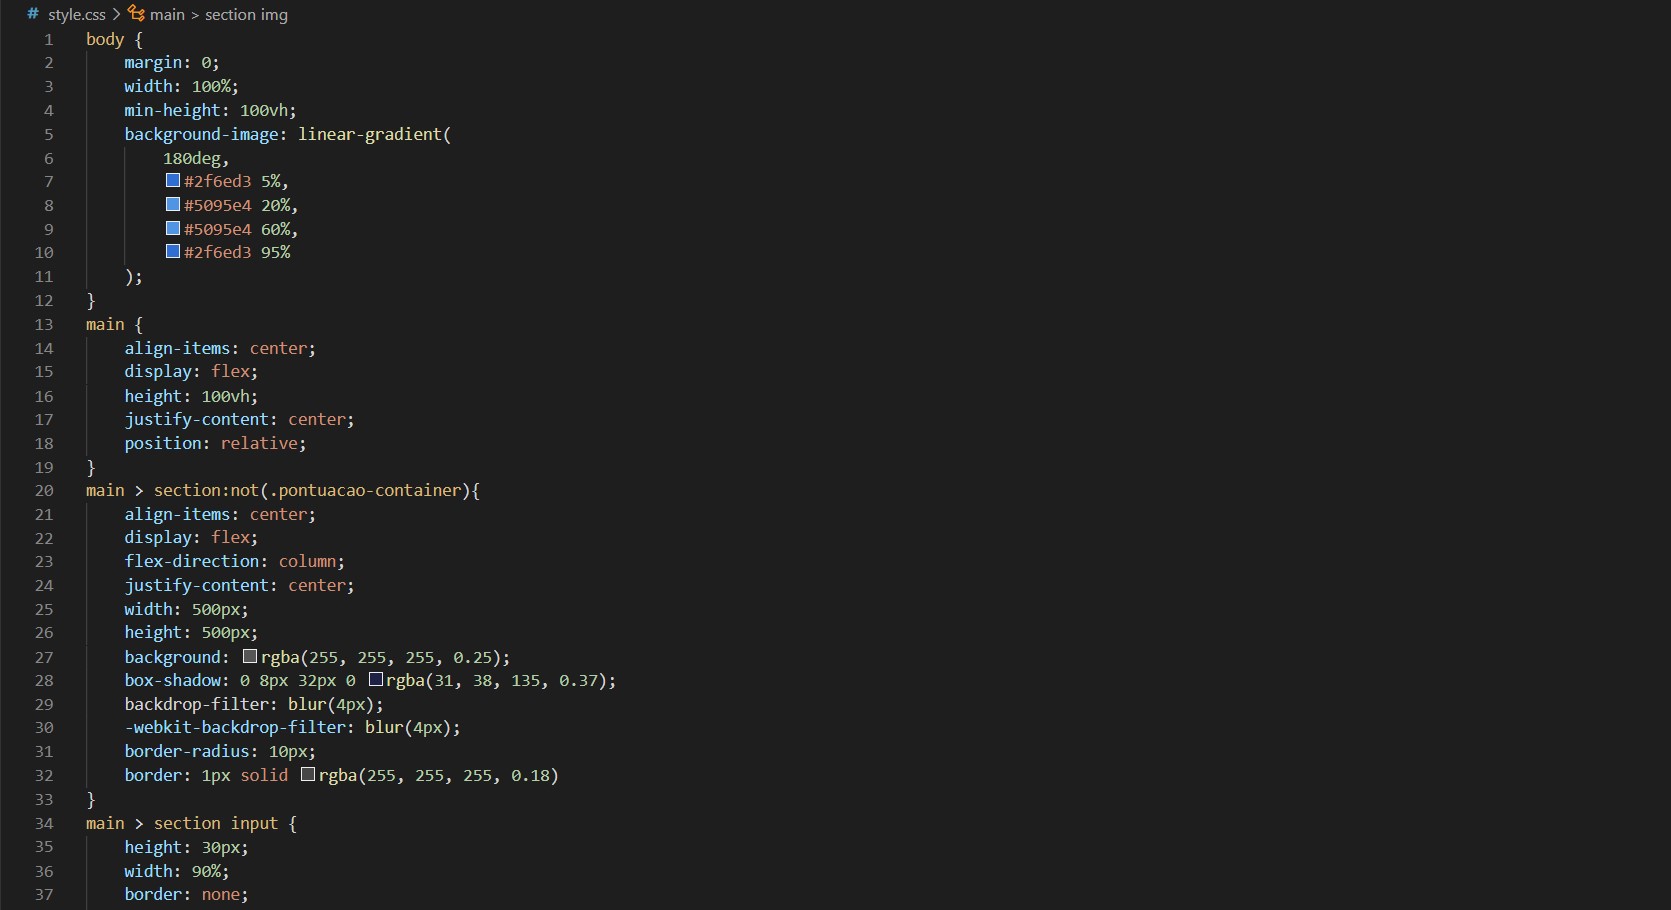 # style.css > main > section img
1 body {
2 margin: 0;
3 width: 100%;
4 min-height: 100vh;
5 background-image: linear-gradient(
6 180deg,
7 #2f6ed3 5%,
8 #5095e4 20%,
9 #5095e4 60%,
10 #2f6ed3 95%
11 );
12 }
13 main {
14 align-items: center;
15 display: flex;
16 height: 100vh;
17 justify-content: center;
18 position: relative;
19 }
20 main > section:not(.pontuacao-container){
21 align-items: center;
22 display: flex;
23 flex-direction: column;
24 justify-content: center;
25 width: 500px;
26 height: 500px;
27 background: rgba(255, 255, 255, 0.25);
28 box-shadow: 0 8px 32px 0 rgba(31, 38, 135, 0.37);
29 backdrop-filter: blur(4px);
30 -webkit-backdrop-filter: blur(4px);
31 border-radius: 10px;
32 border: 1px solid rgba(255, 255, 255, 0.18)
33 }
34 main > section input {
35 height: 30px;
36 width: 90%;
37 border: none;